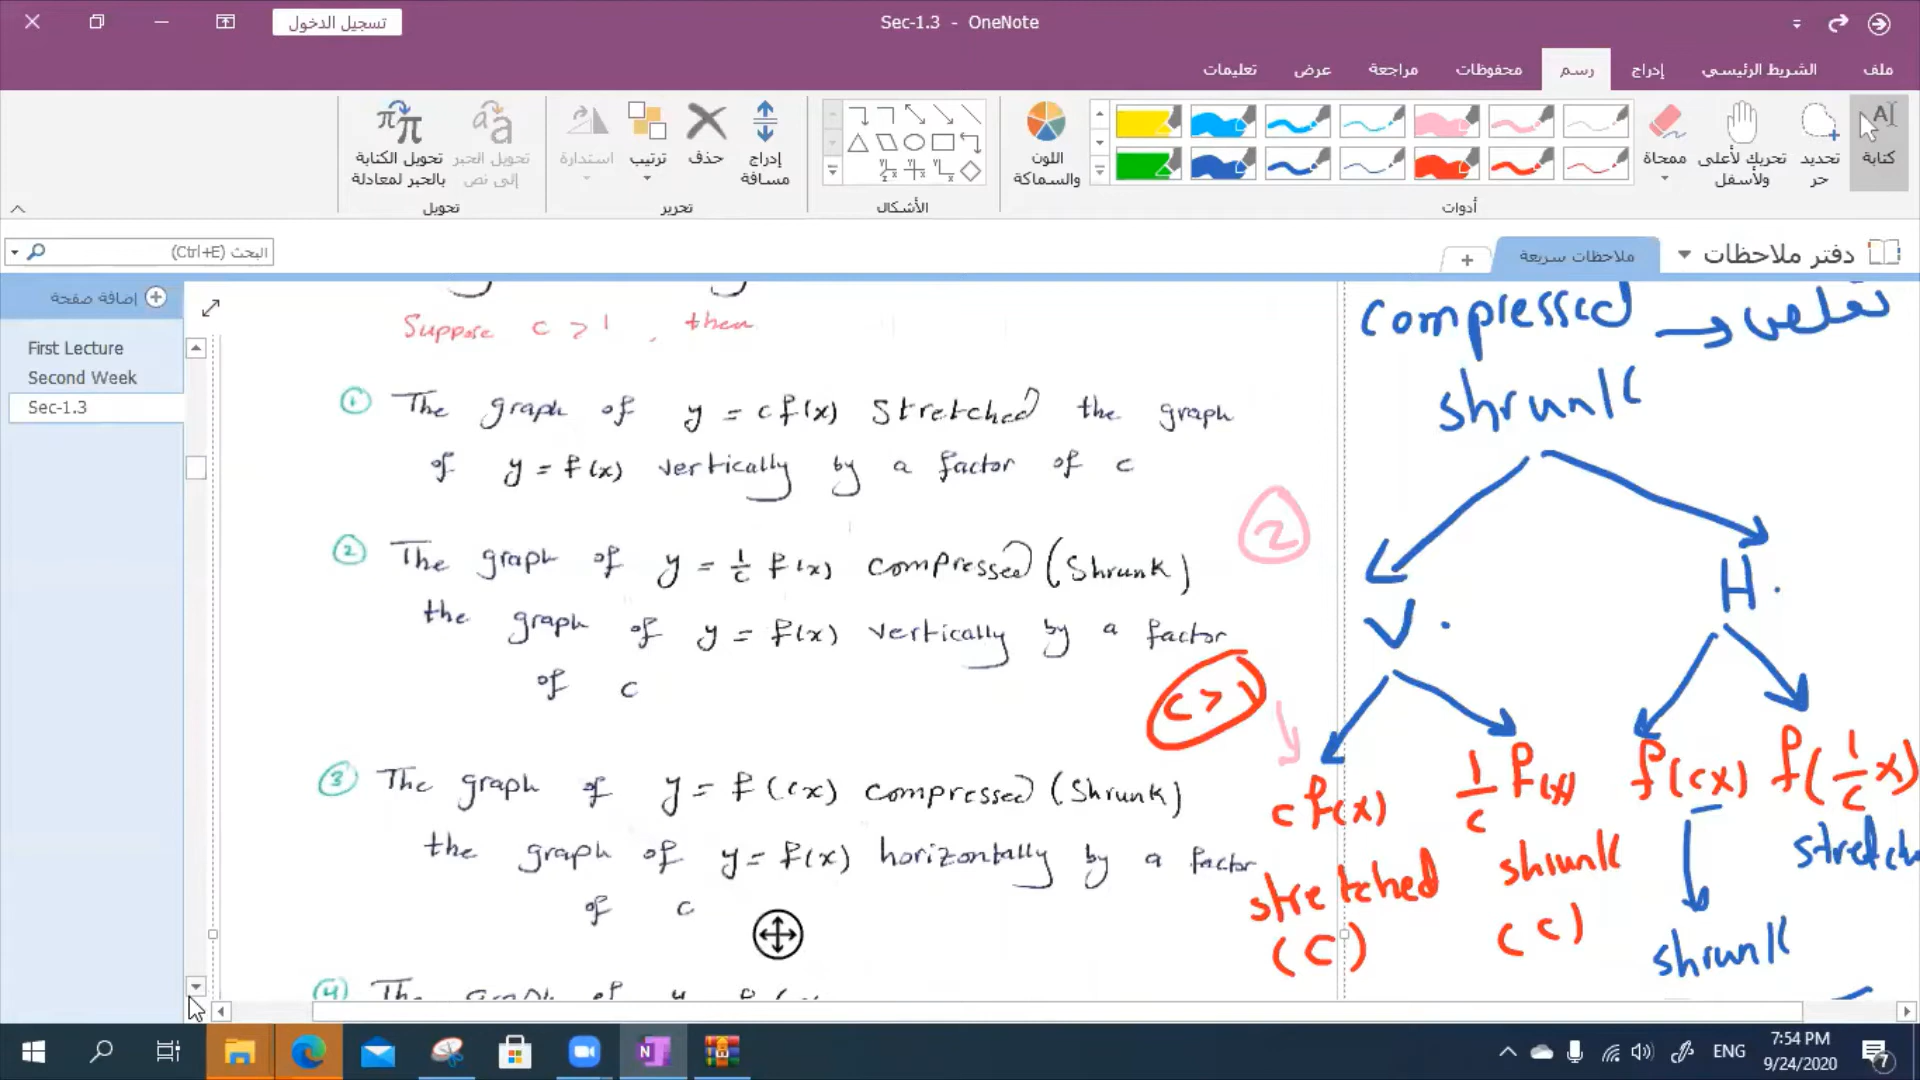 تسجيل الدخول
Sec-1.3 - OneNote
ملف
الشريط الرئيسي
إدراج
رسم
محفوظات
مراجعة
عرض
تعليمات
كتابة
تحديد
حر
تحريك لأعلى
ولأسفل
ممحاة
أدوات
اللون
والسماكة
الأشكال
إدراج
مسافة
حذف
ترتيب
استدارة
تحرير
تحويل الحبر
إلى نص
تحويل الكتابة
بالحبر لمعادلة
تحويل
دفتر ملاحظات
ملاحظات سريعة
البحث (Ctrl+E)
إضافة صفحة
First Lecture
Second Week
Sec-1.3
Suppose c > 1 , then
① The graph of y = c f(x) Stretched the graph
of y = f(x) vertically by a factor of c
② The graph of y = 1/c f(x) compressed (Shrunk)
the graph of y = f(x) vertically by a factor
of c
③ The graph of y = f(cx) compressed (Shrunk)
the graph of y = f(x) horizontally by a factor
of c
④ The graph of y
2
c > 1
compressed →
shrunk
V.
H.
c f(x)
1/c f(x)
f(cx)
f(1/c x)
stretched
(C)
shrunk
(c)
shrunk
stretch
ENG
7:54 PM
9/24/2020
7